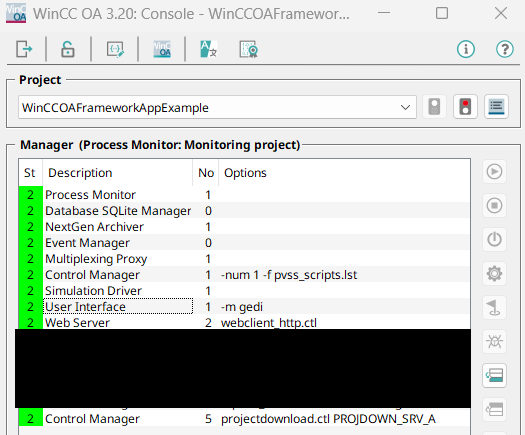 WinCC OA 3.20: Console - WinCCOAFramewor...
Project
WinCCOAFrameworkAppExample
Manager (Process Monitor: Monitoring project)
St Description No Options
2 Process Monitor 1
2 Database SQLite Manager 0
2 NextGen Archiver 1
2 Event Manager 0
2 Multiplexing Proxy 1
2 Control Manager 1 -num 1 -f pvss_scripts.lst
2 Simulation Driver 1
2 User Interface 1 -m gedi
2 Web Server 2 webclient_http.ctl
2 Control Manager 5 projectdownload.ctl PROJDOWN_SRV_A